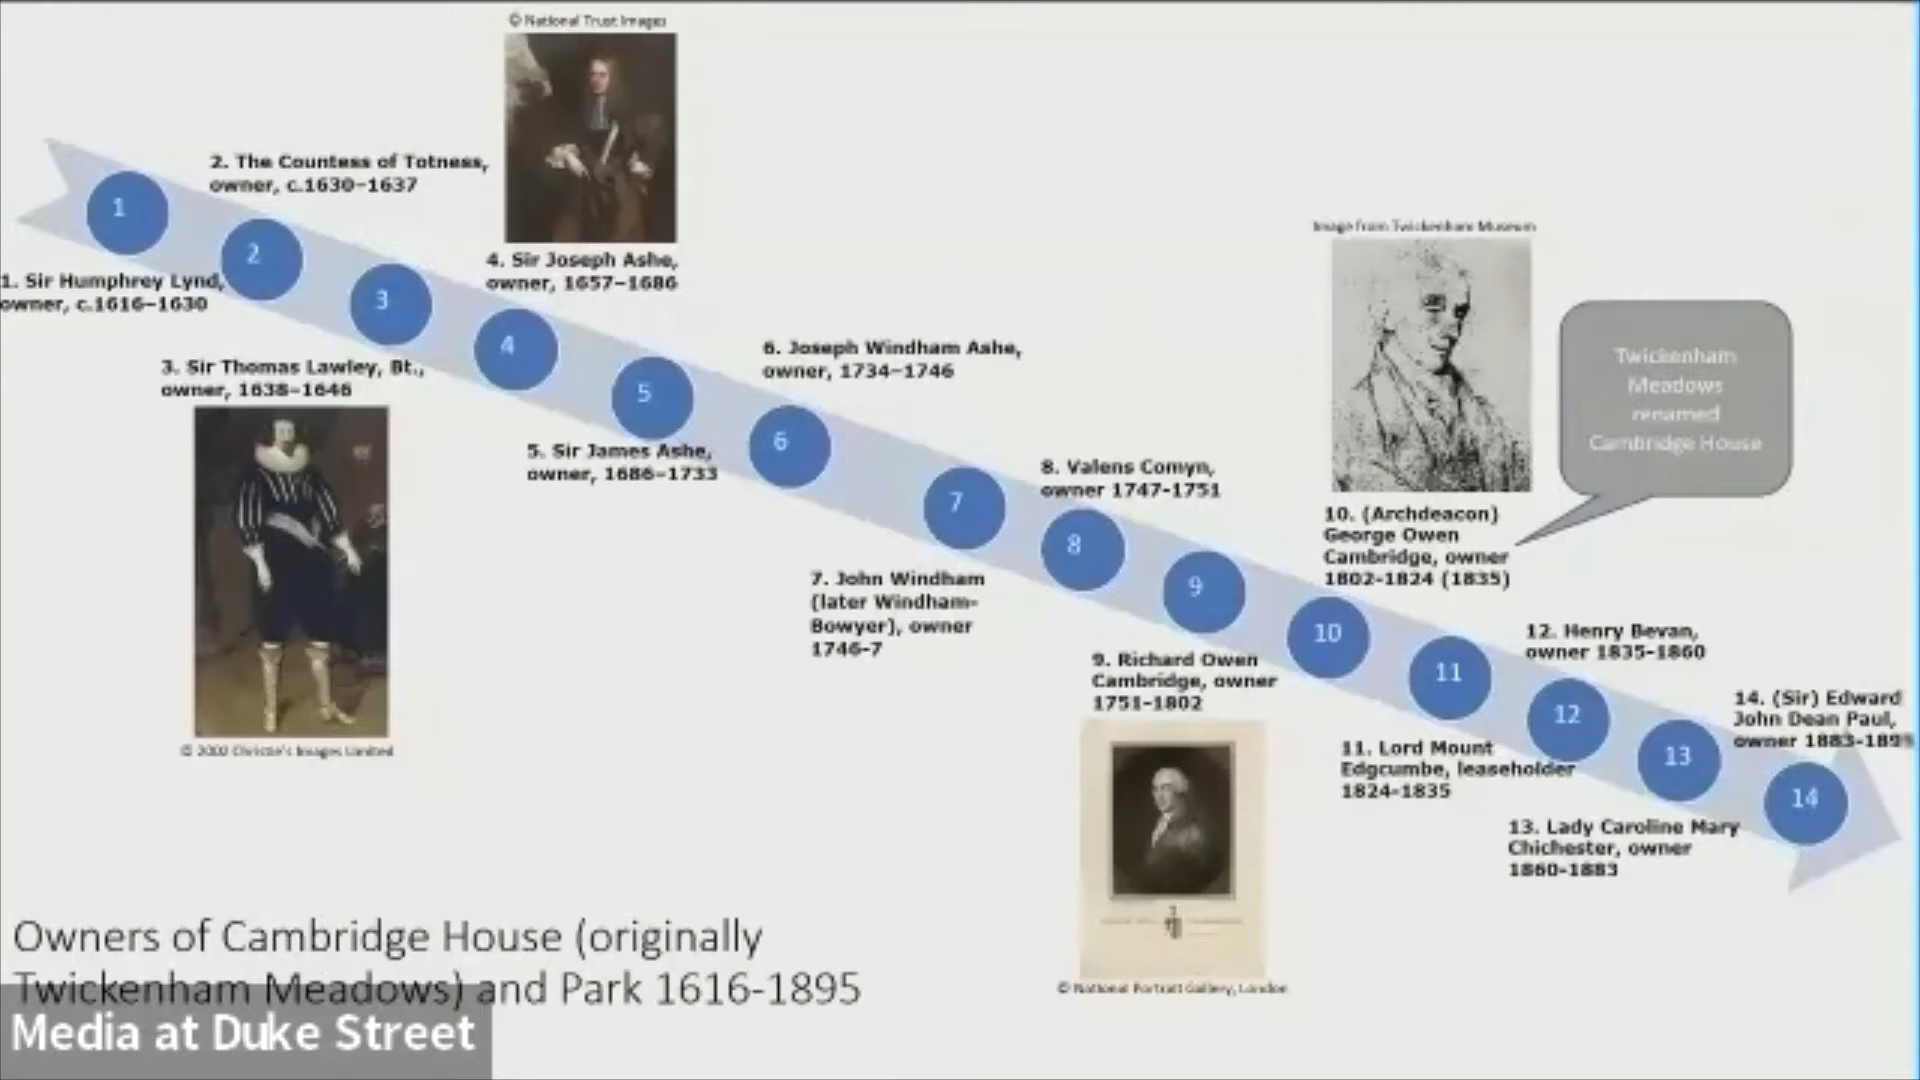 © National Trust Images
2. The Countess of Totness,
owner, c.1630–1637
1
2
1. Sir Humphrey Lynd,
owner, c.1616–1630
3
4. Sir Joseph Ashe,
owner, 1657–1686
4
3. Sir Thomas Lawley, Bt.,
owner, 1638–1646
© 2002 Christie's Images Limited
5
5. Sir James Ashe,
owner, 1686–1733
6. Joseph Windham Ashe,
owner, 1734–1746
6
7
7. John Windham
(later Windham-
Bowyer), owner
1746-7
8. Valens Comyn,
owner 1747-1751
8
9
9. Richard Owen
Cambridge, owner
1751-1802
© National Portrait Gallery, London
Image from Twickenham Museum
Twickenham
Meadows
renamed
Cambridge House
10. (Archdeacon)
George Owen
Cambridge, owner
1802-1824 (1835)
10
11
11. Lord Mount
Edgcumbe, leaseholder
1824-1835
12. Henry Bevan,
owner 1835-1860
12
13
13. Lady Caroline Mary
Chichester, owner
1860-1883
14. (Sir) Edward
John Dean Paul,
owner 1883-1895
14
Owners of Cambridge House (originally
Twickenham Meadows) and Park 1616-1895
Media at Duke Street